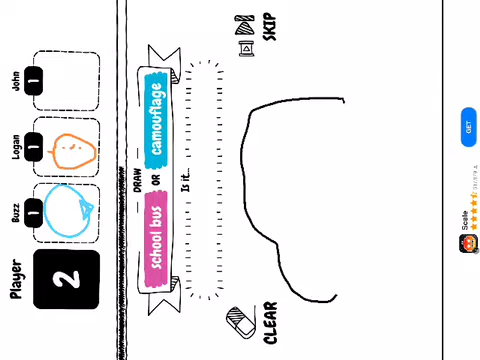 Player
2
Buzz
1
Logan
1
John
1
DRAW
school bus OR camouflage
Is it...
CLEAR
SKIP
Scale
GET